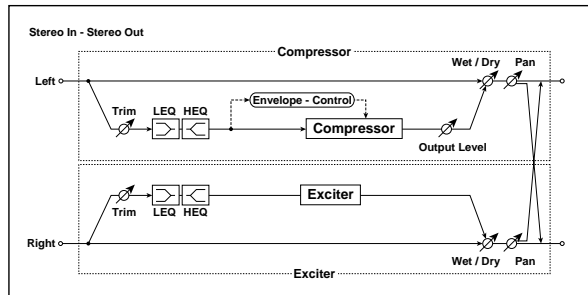 Stereo In - Stereo Out
Compressor
Wet / Dry Pan
Left
Trim LEQ HEQ
Envelope - Control
Compressor
Output Level
Exciter
Trim LEQ HEQ
Right
Wet / Dry Pan
Exciter